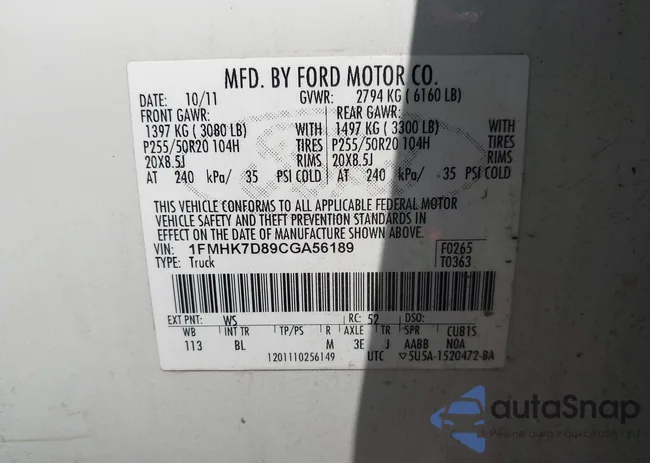 MFD. BY FORD MOTOR CO.
DATE: 10/11 GVWR: 2794 KG ( 6160 LB)
FRONT GAWR: REAR GAWR:
1397 KG ( 3080 LB) WITH 1497 KG ( 3300 LB) WITH
P255/50R20 104H TIRES P255/50R20 104H TIRES
20X8.5J RIMS 20X8.5J RIMS
AT 240 kPa/ 35 PSI COLD AT 240 kPa/ 35 PSI COLD
THIS VEHICLE CONFORMS TO ALL APPLICABLE FEDERAL MOTOR
VEHICLE SAFETY AND THEFT PREVENTION STANDARDS IN
EFFECT ON THE DATE OF MANUFACTURE SHOWN ABOVE.
VIN: 1FMHK7D89CGA56189 F0265
TYPE: Truck T0363
EXT PNT: WS RC: 52 DSO:
WB INT TR TP/PS R AXLE TR SPR CUB1S
113 BL M 3E J AABB NOA
1201110256149 UTC ▽5U5A-1520472-BA
autaSnap